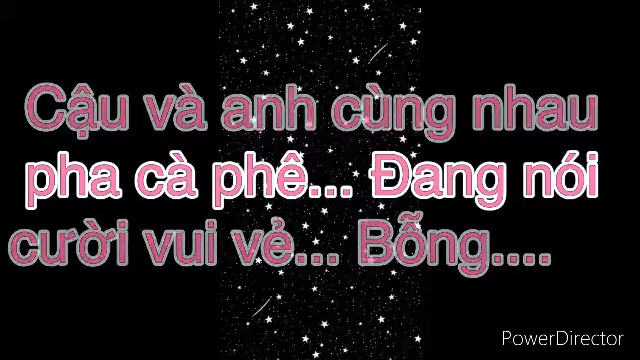 Cậu và anh cùng nhau
pha cà phê... Đang nói
cười vui vẻ... Bỗng....
PowerDirector